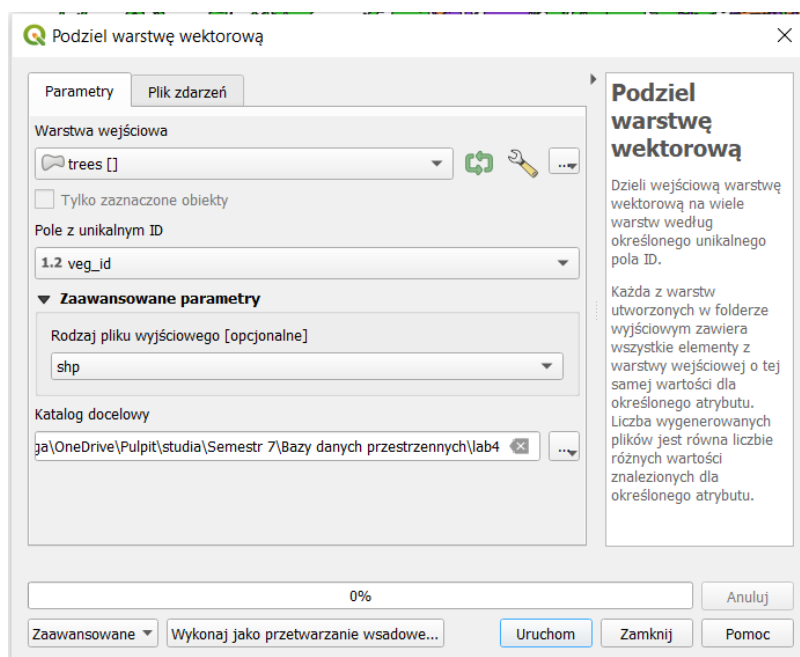 Podziel warstwę wektorową
Parametry
Plik zdarzeń
Warstwa wejściowa
trees []
...
Tylko zaznaczone obiekty
Pole z unikalnym ID
1.2 veg_id
Zaawansowane parametry
Rodzaj pliku wyjściowego [opcjonalne]
shp
Katalog docelowy
ga\OneDrive\Pulpit\studia\Semestr 7\Bazy danych przestrzennych\lab4
...
Podziel
warstwę
wektorową
Dzieli wejściową warstwę
wektorową na wiele
warstw według
określonego unikalnego
pola ID.
Każda z warstw
utworzonych w folderze
wyjściowym zawiera
wszystkie elementy z
warstwy wejściowej o tej
samej wartości dla
określonego atrybutu.
Liczba wygenerowanych
plików jest równa liczbie
różnych wartości
znalezionych dla
określonego atrybutu.
0%
Anuluj
Zaawansowane
Wykonaj jako przetwarzanie wsadowe...
Uruchom
Zamknij
Pomoc